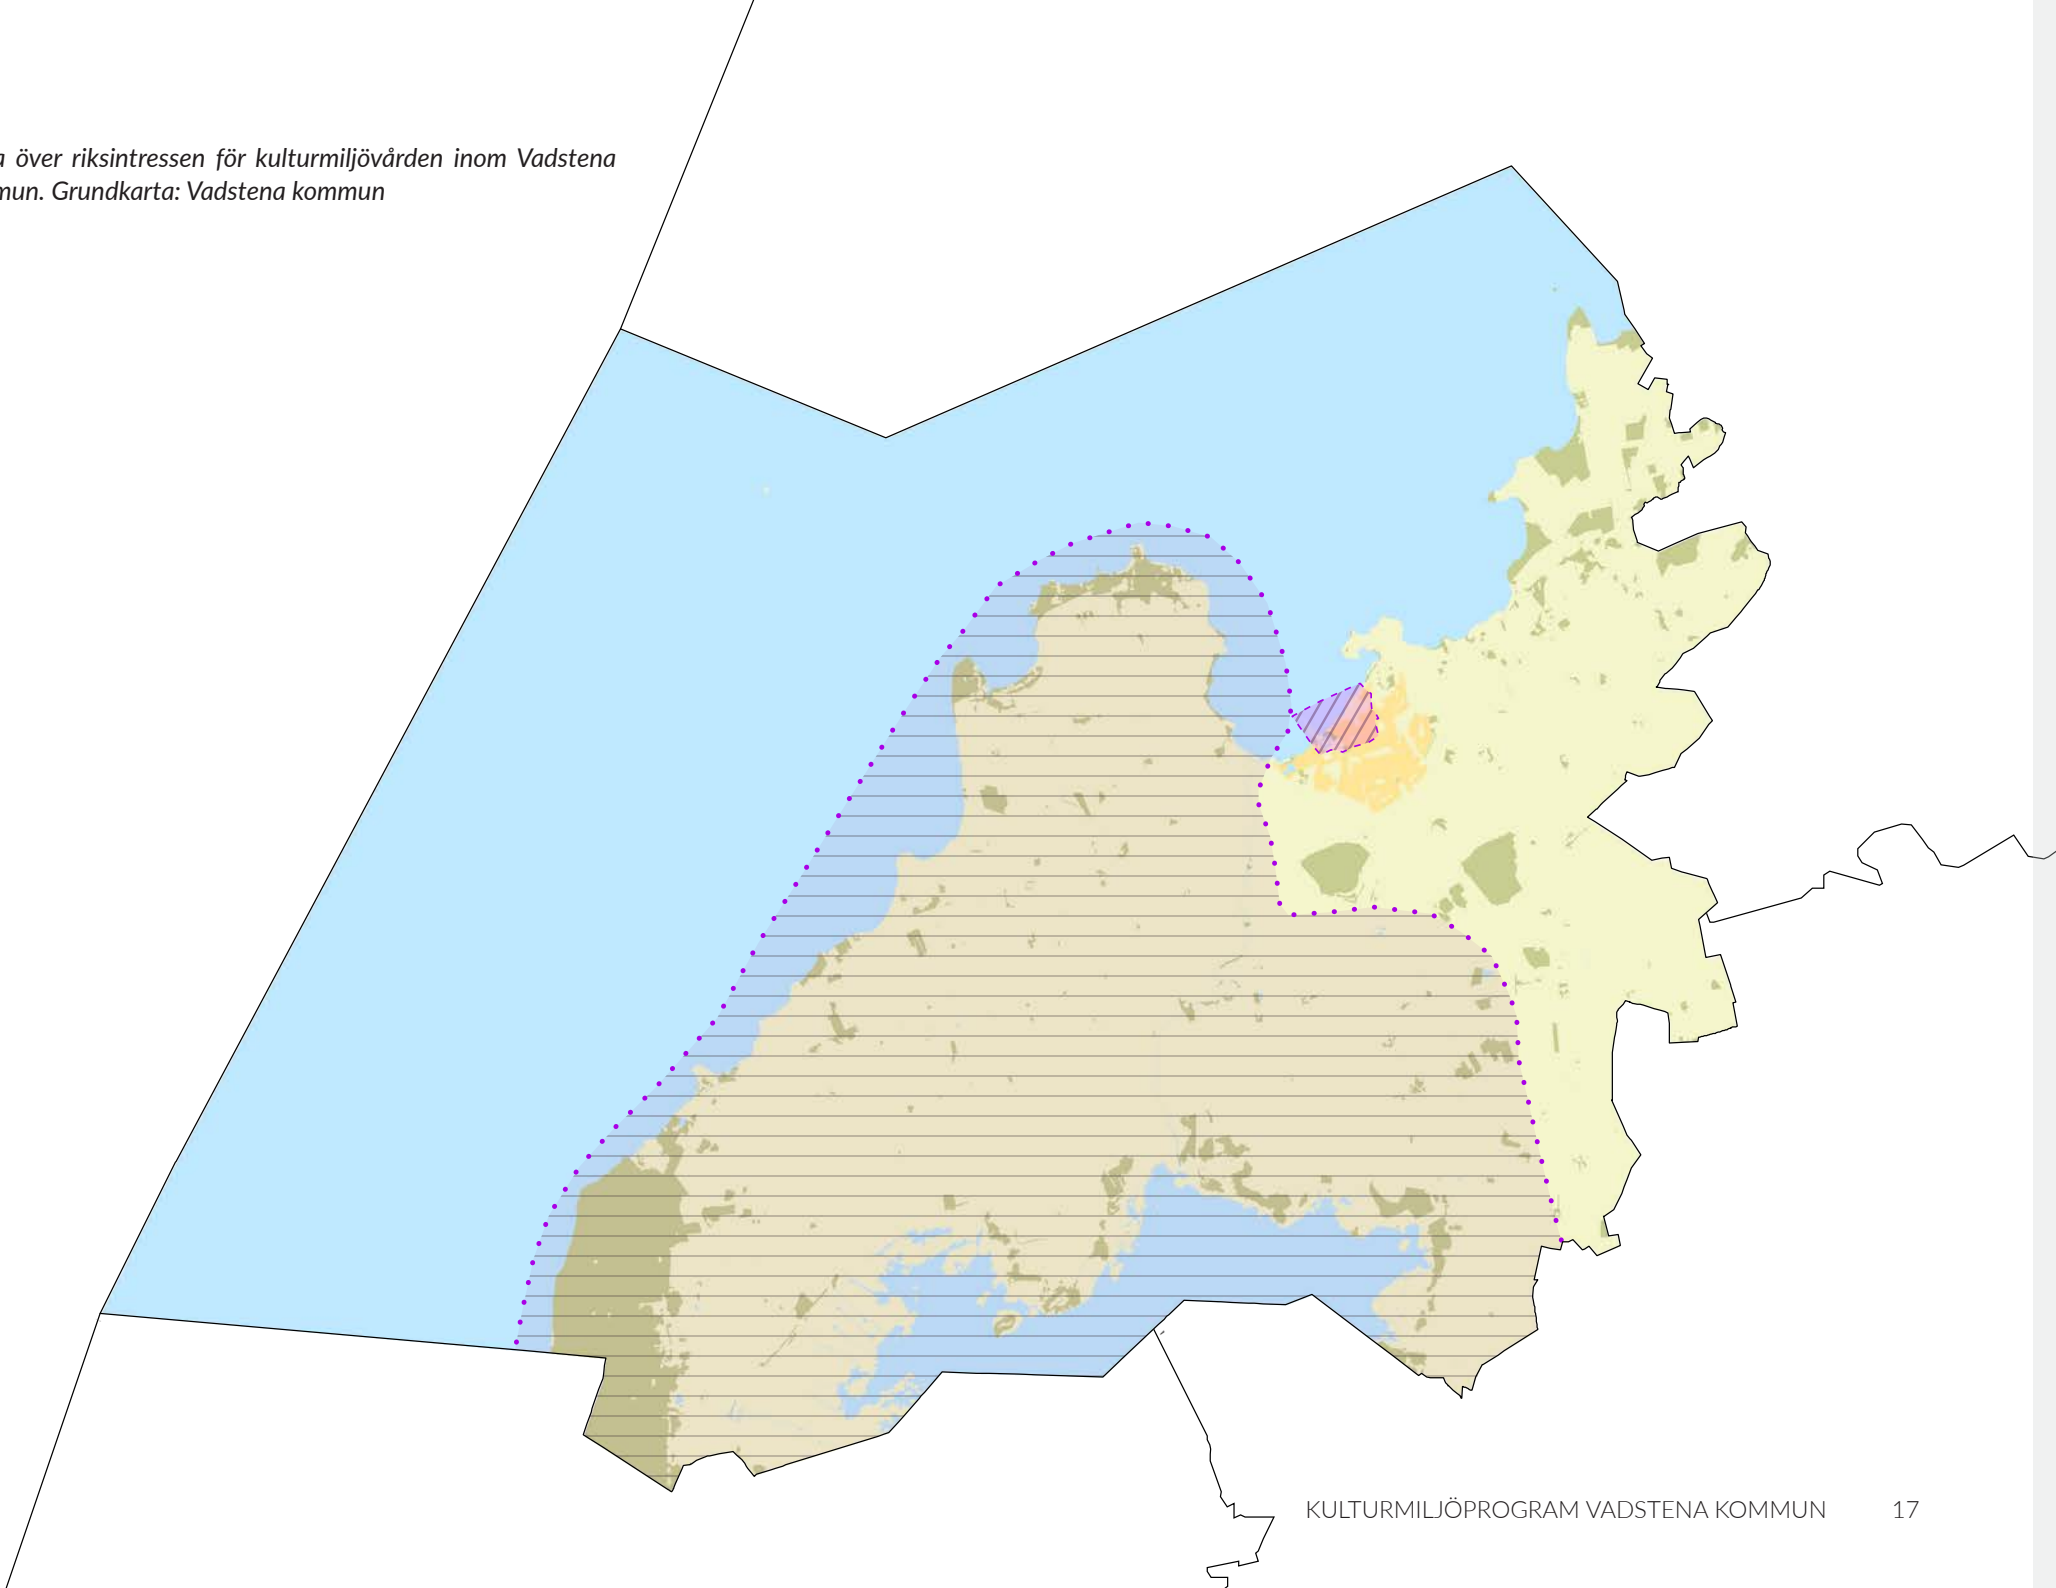 över riksintressen för kulturmiljövården inom Vadstena
mun. Grundkarta: Vadstena kommun
KULTURMILJÖPROGRAM VADSTENA KOMMUN 17